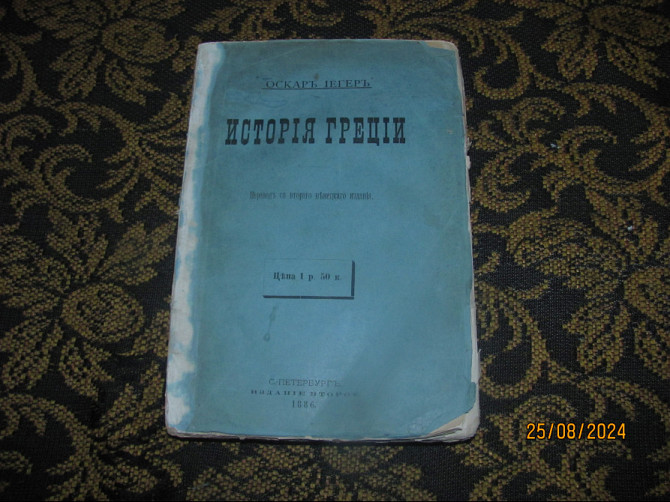 ОСКАРЪ ІЕГЕРЪ
ИСТОРІЯ ГРЕЦІИ
Переводъ со второго нѣмецкаго изданія.
Цѣна 1 р. 50 к.
С.-ПЕТЕРБУРГЪ.
ИЗДАНІЕ ВТОРОЕ
25/08/2024